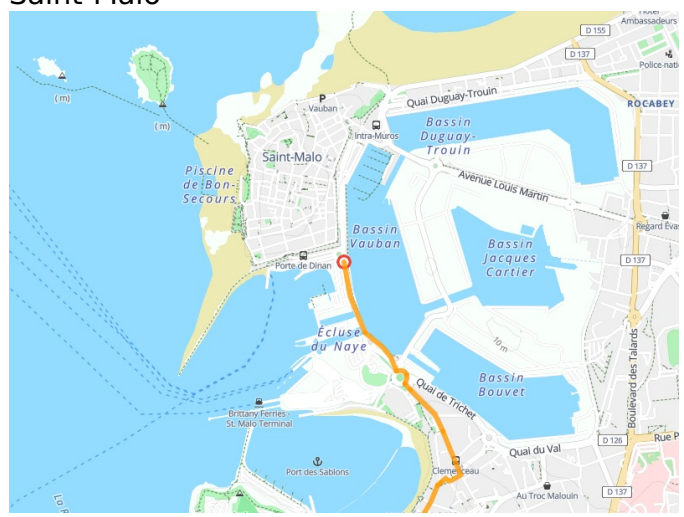 Saint-Malo
Ambassadeurs
D 155
D 137
Police nati
ROCABEY
( m)
( m)
P
Vauban
Quai Duguay-Trouin
Bassin
Duguay-
Trouin
Intra-Muros
Saint-Malo
Piscine
de Bon-
Secours
Avenue Louis Martin
D 137
Regard Évas
Bassin
Vauban
Bassin
Jacques
Cartier
Porte de Dinan
D 137
Écluse
du Naye
10 m
Boulevard des Talards
Quai de Trichet
Bassin
Bouvet
Brittany Ferries -
St. Malo Terminal
D 126
Rue P
Quai du Val
Clemenceau
Port des Sablons
Au Troc Malouin
D 137
La R